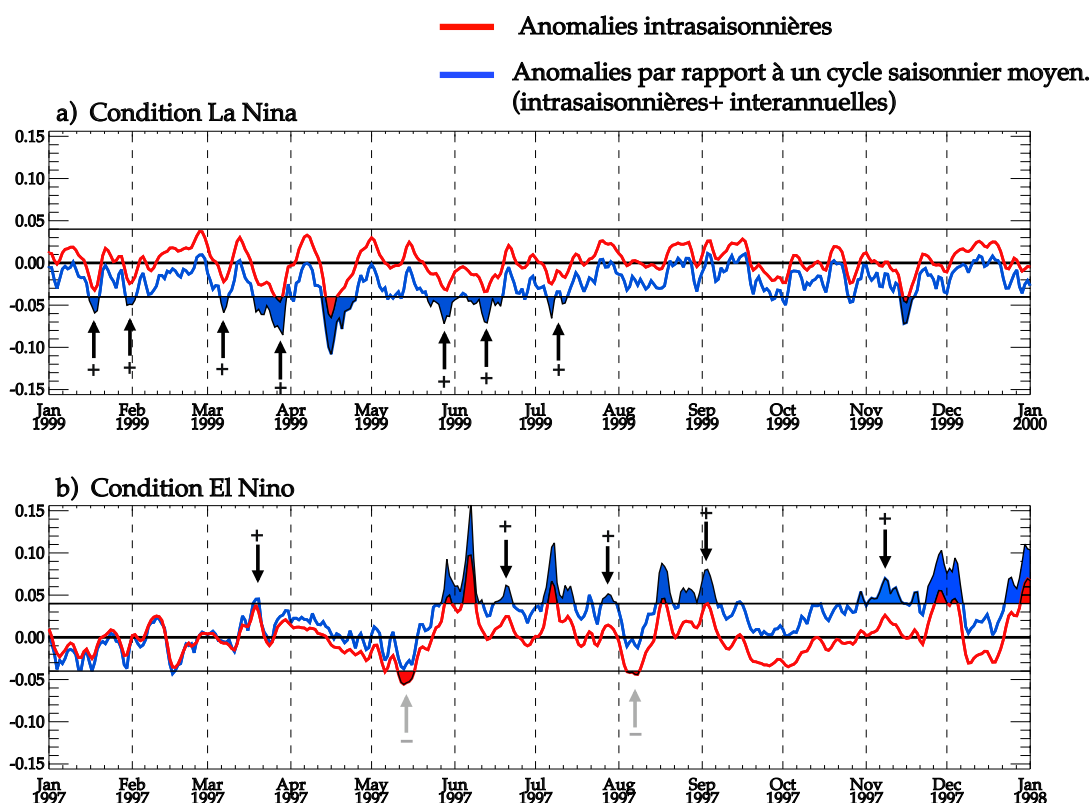 Anomalies intrasaisonnières
Anomalies par rapport à un cycle saisonnier moyen.
(intrasaisonnières+ interannuelles)
a) Condition La Nina
0.15
0.10
0.05
0.00
-0.05
-0.10
-0.15
+ + + + + + +
Jan Feb Mar Apr May Jun Jul Aug Sep Oct Nov Dec Jan
1999 1999 1999 1999 1999 1999 1999 1999 1999 1999 1999 1999 2000
b) Condition El Nino
0.15
0.10
0.05
0.00
-0.05
-0.10
-0.15
+ + + + +
− −
Jan Feb Mar Apr May Jun Jul Aug Sep Oct Nov Dec Jan
1997 1997 1997 1997 1997 1997 1997 1997 1997 1997 1997 1997 1998